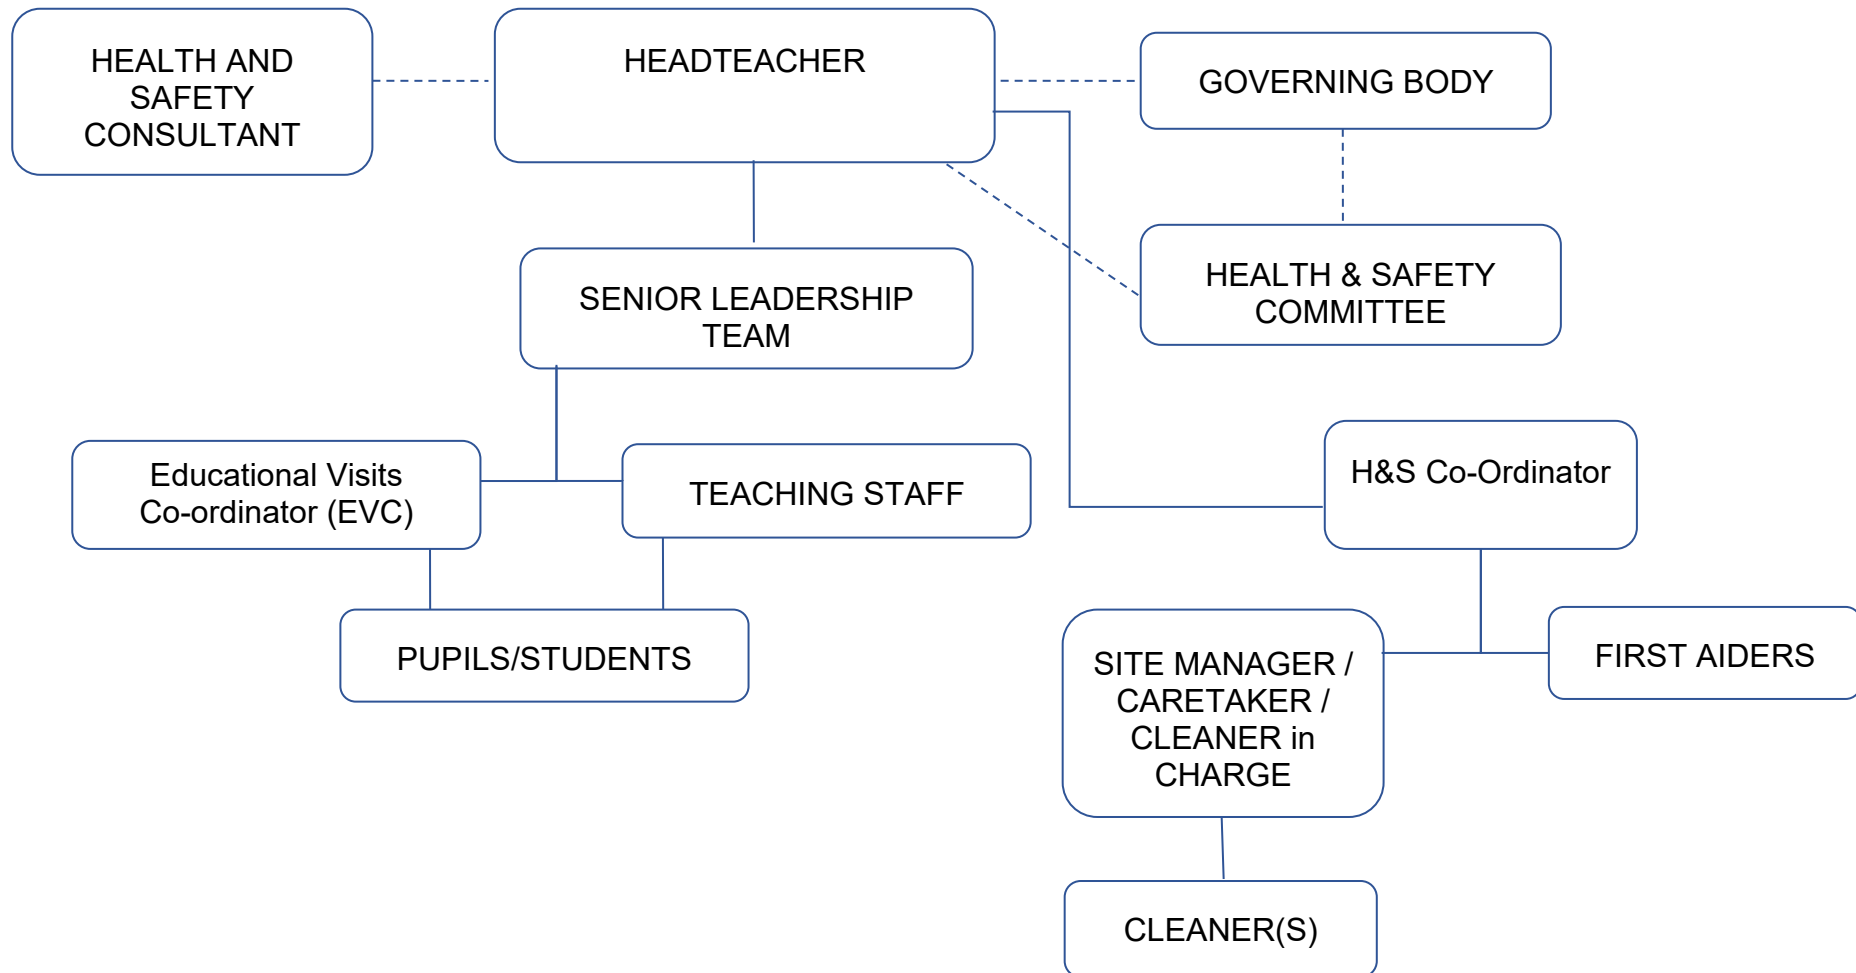 HEALTH AND
SAFETY
CONSULTANT
HEADTEACHER
GOVERNING BODY
SENIOR LEADERSHIP
TEAM
HEALTH & SAFETY
COMMITTEE
Educational Visits
Co-ordinator (EVC)
TEACHING STAFF
H&S Co-Ordinator
PUPILS/STUDENTS
SITE MANAGER /
CARETAKER /
CLEANER in
CHARGE
FIRST AIDERS
CLEANER(S)